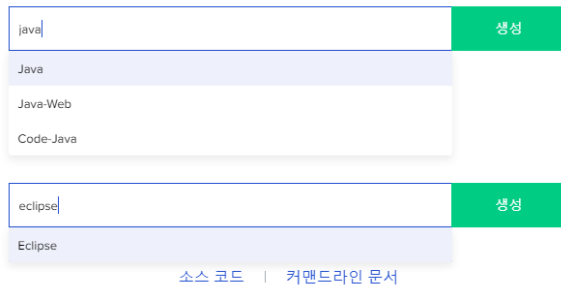 java 생성
Java
Java-Web
Code-Java
eclipse 생성
Eclipse
소스 코드 | 커맨드라인 문서